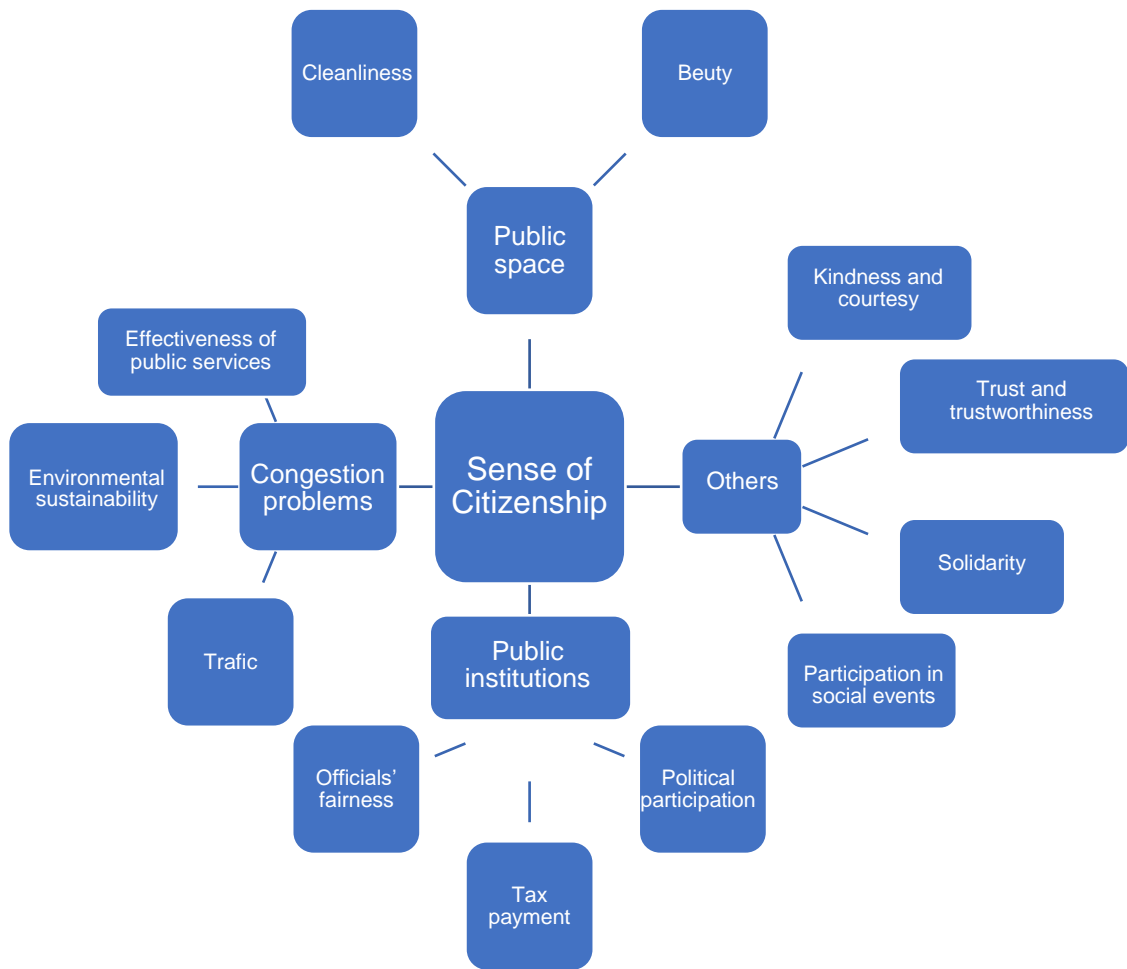 Cleanliness
Beuty
Public
space
Kindness and
courtesy
Effectiveness of
public services
Trust and
trustworthiness
Environmental
sustainability
Congestion
problems
Sense of
Citizenship
Others
Solidarity
Trafic
Public
institutions
Participation in
social events
Officials’
fairness
Political
participation
Tax
payment